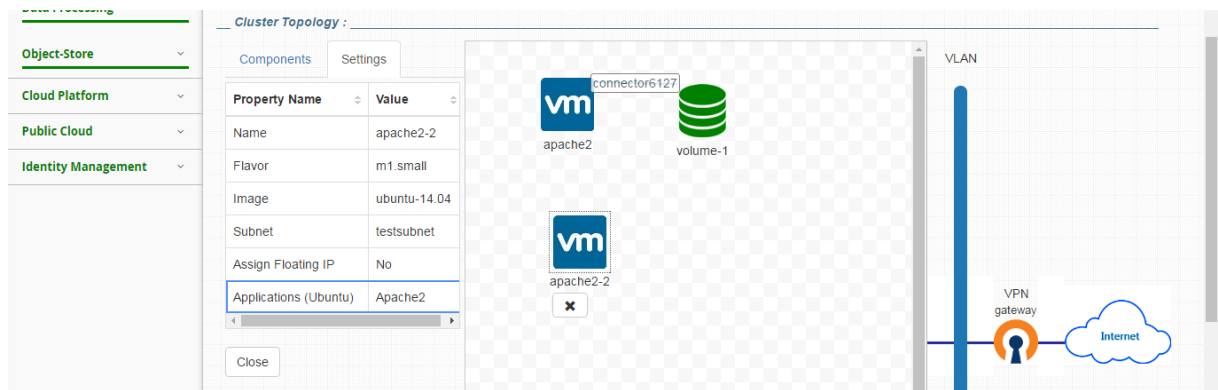 Data Processing
Object-Store
Cloud Platform
Public Cloud
Identity Management
Cluster Topology :
Components Settings
Property Name Value
Name apache2-2
Flavor m1.small
Image ubuntu-14.04
Subnet testsubnet
Assign Floating IP No
Applications (Ubuntu) Apache2
Close
connector6127
vm
apache2
volume-1
vm
apache2-2
VLAN
VPN
gateway
Internet